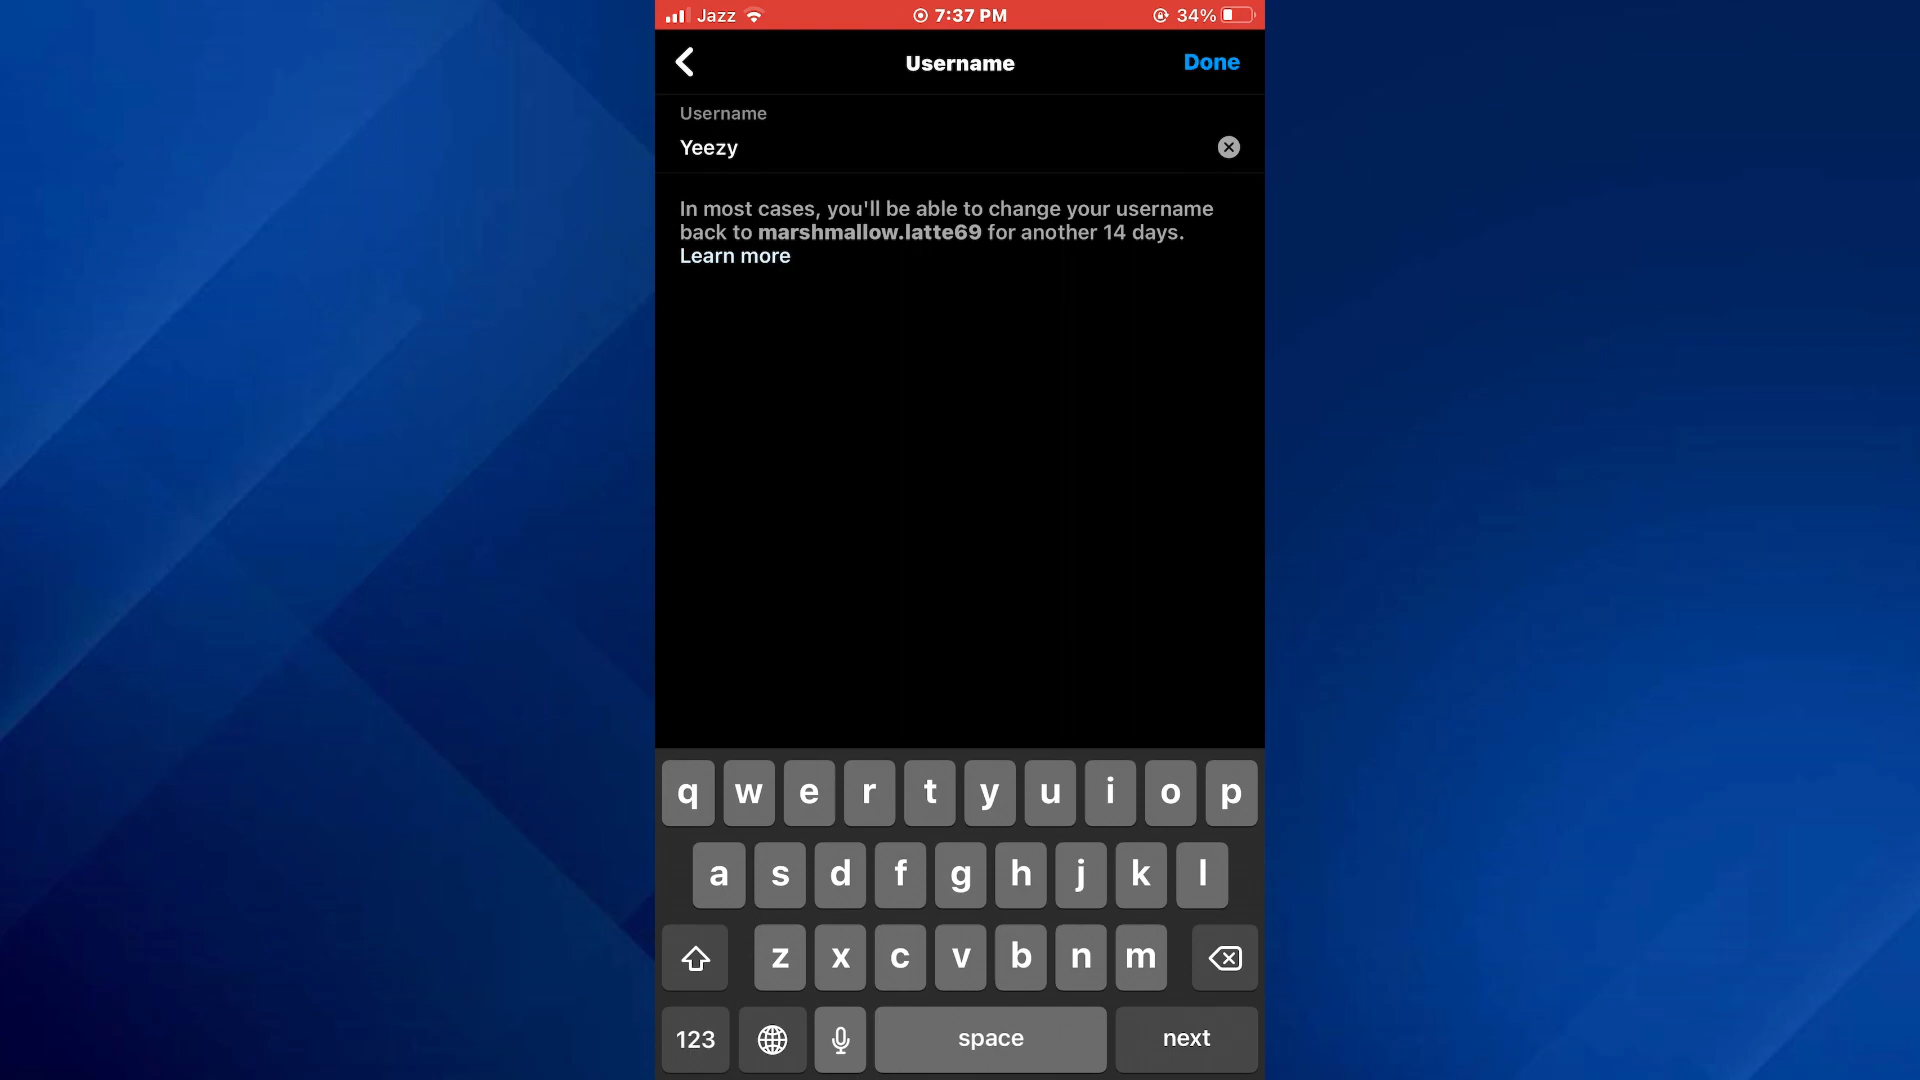 Jazz 7:37 PM 34%
Username Done
Username
Yeezy
In most cases, you'll be able to change your username
back to marshmallow.latte69 for another 14 days.
Learn more
q w e r t y u i o p
a s d f g h j k l
z x c v b n m
123 space next